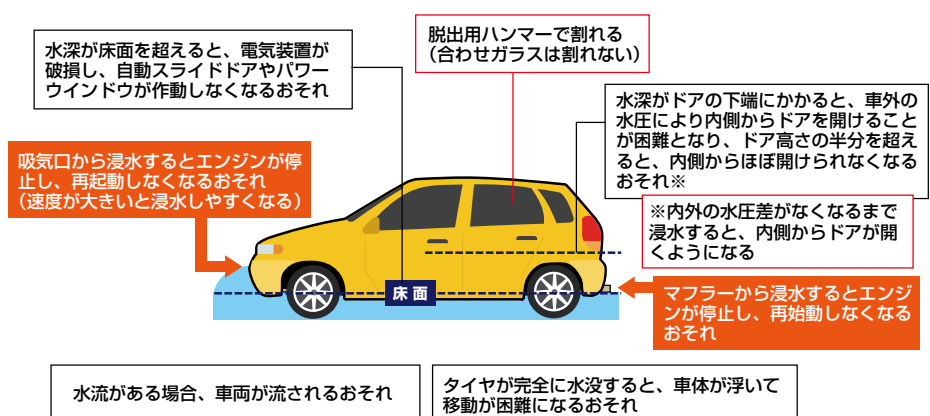 水深が床面を超えると、電気装置が
破損し、自動スライドドアやパワー
ウインドウが作動しなくなるおそれ
脱出用ハンマーで割れる
（合わせガラスは割れない）
水深がドアの下端にかかると、車外の
水圧により内側からドアを開けること
が困難となり、ドア高さの半分を超え
ると、内側からほぼ開けられなくなる
おそれ※
※内外の水圧差がなくなるまで
浸水すると、内側からドアが開
くようになる
吸気口から浸水するとエンジンが停
止し、再起動しなくなるおそれ
（速度が大きいと浸水しやすくなる）
床面
マフラーから浸水するとエンジ
ンが停止し、再始動しなくなる
おそれ
水流がある場合、車両が流されるおそれ
タイヤが完全に水没すると、車体が浮いて
移動が困難になるおそれ